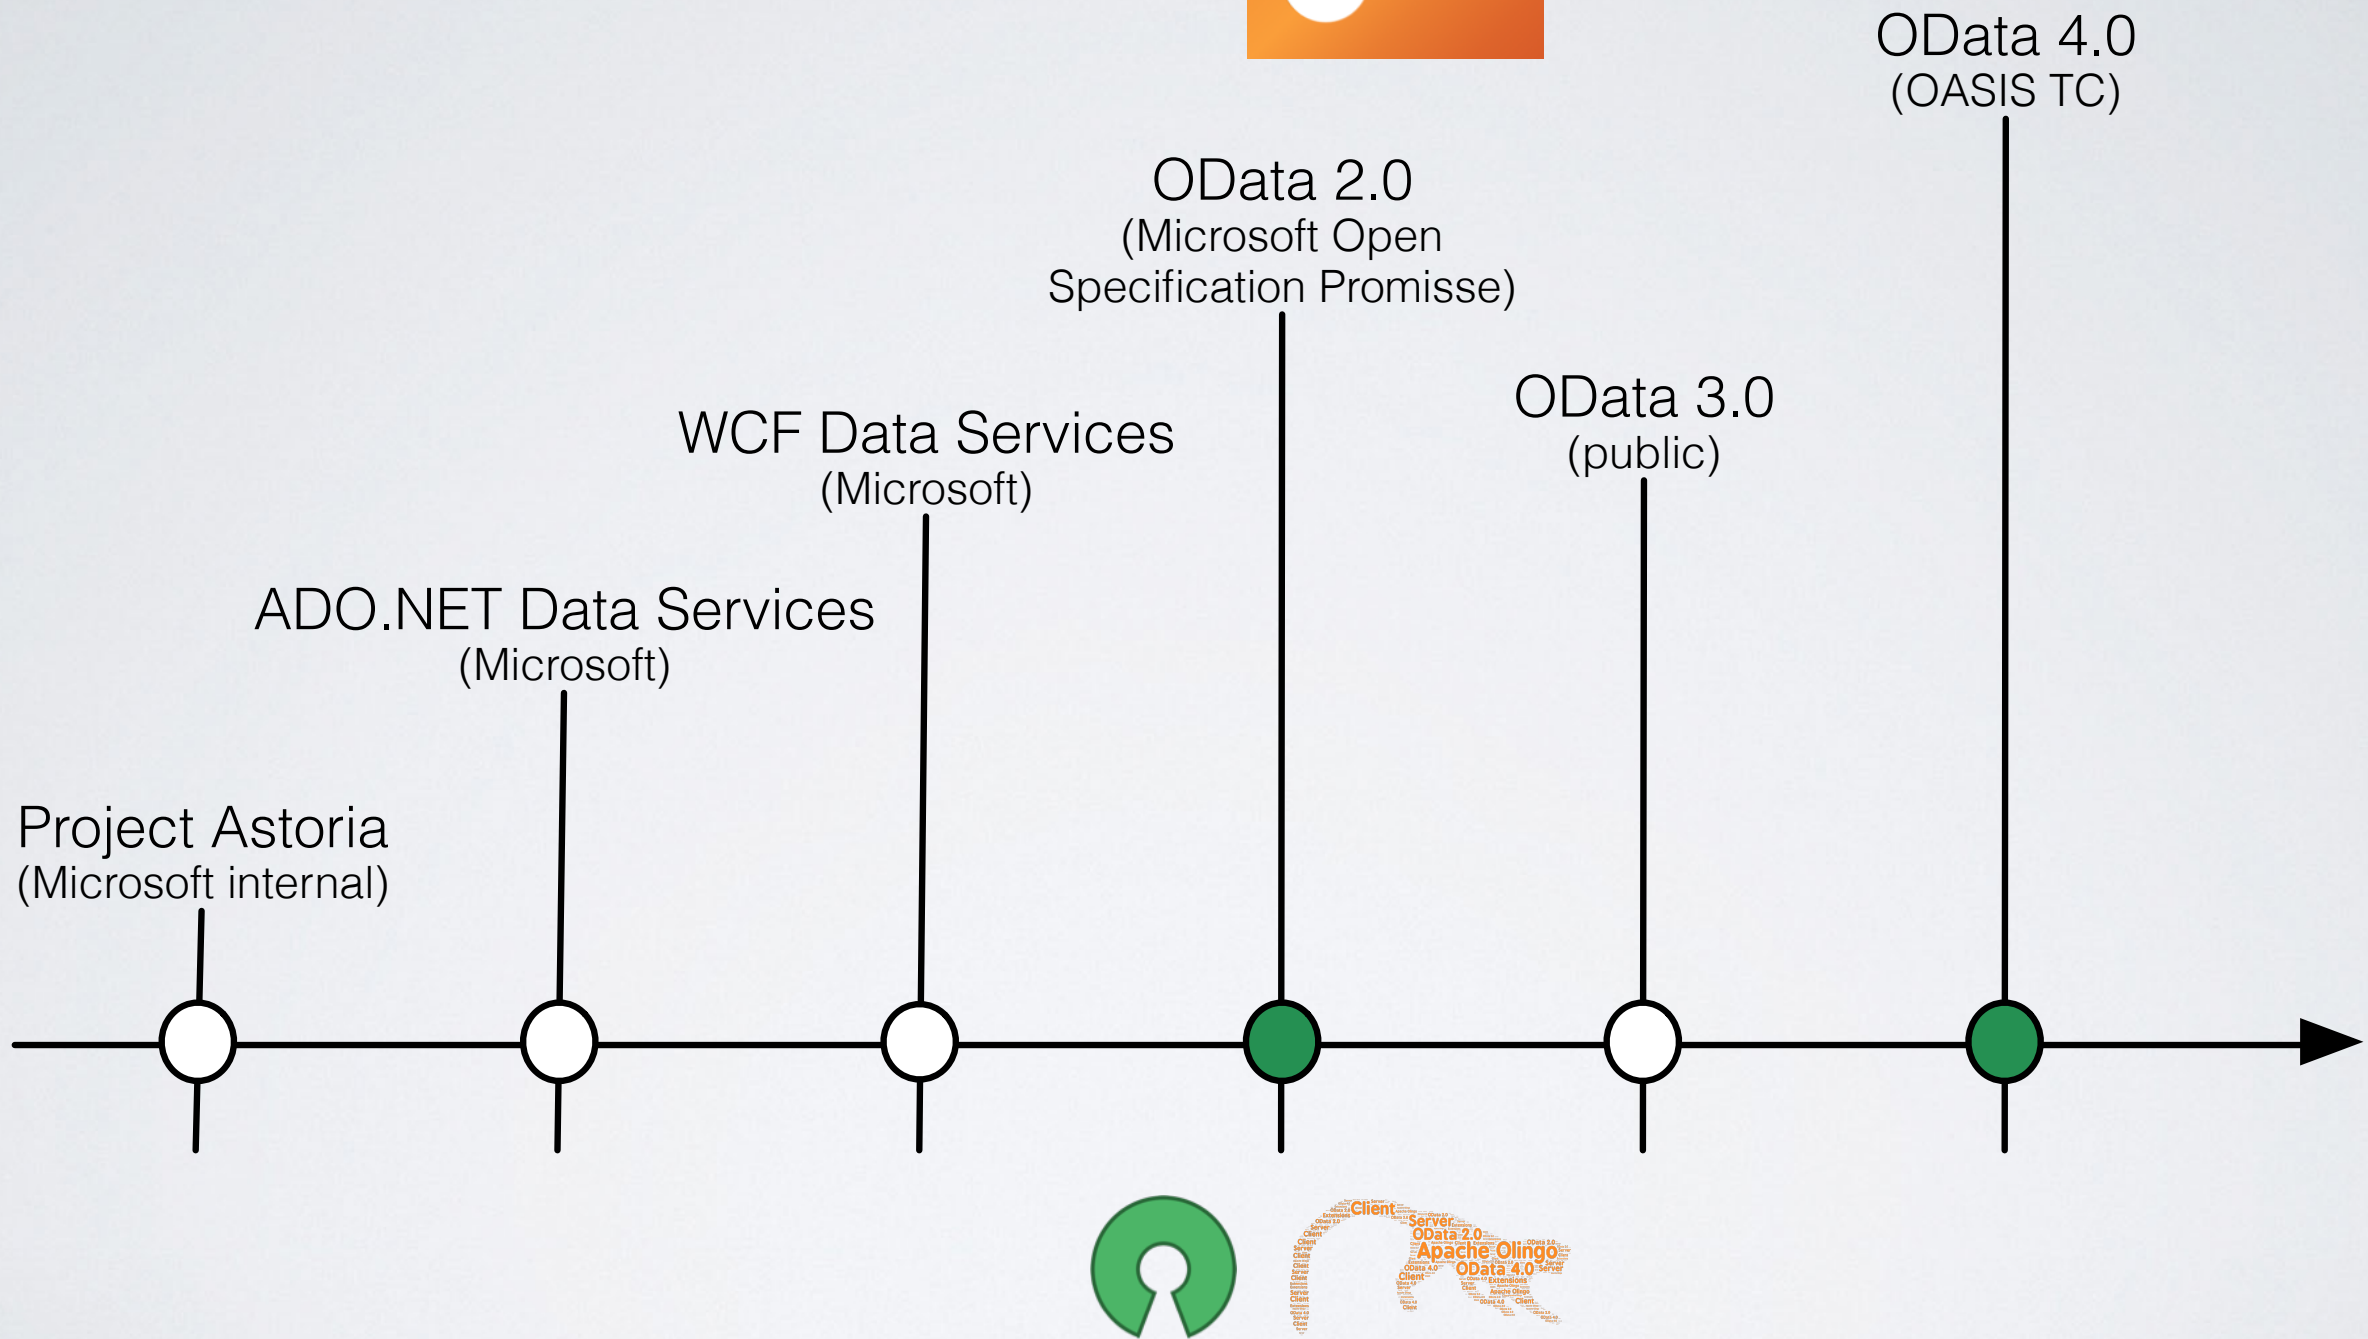 OData 4.0
(OASIS TC)
OData 2.0
(Microsoft Open
Specification Promisse)
OData 3.0
(public)
WCF Data Services
(Microsoft)
ADO.NET Data Services
(Microsoft)
Project Astoria
(Microsoft internal)
Client
Server
OData 2.0
Apache Olingo
OData 4.0
Extensions
Client